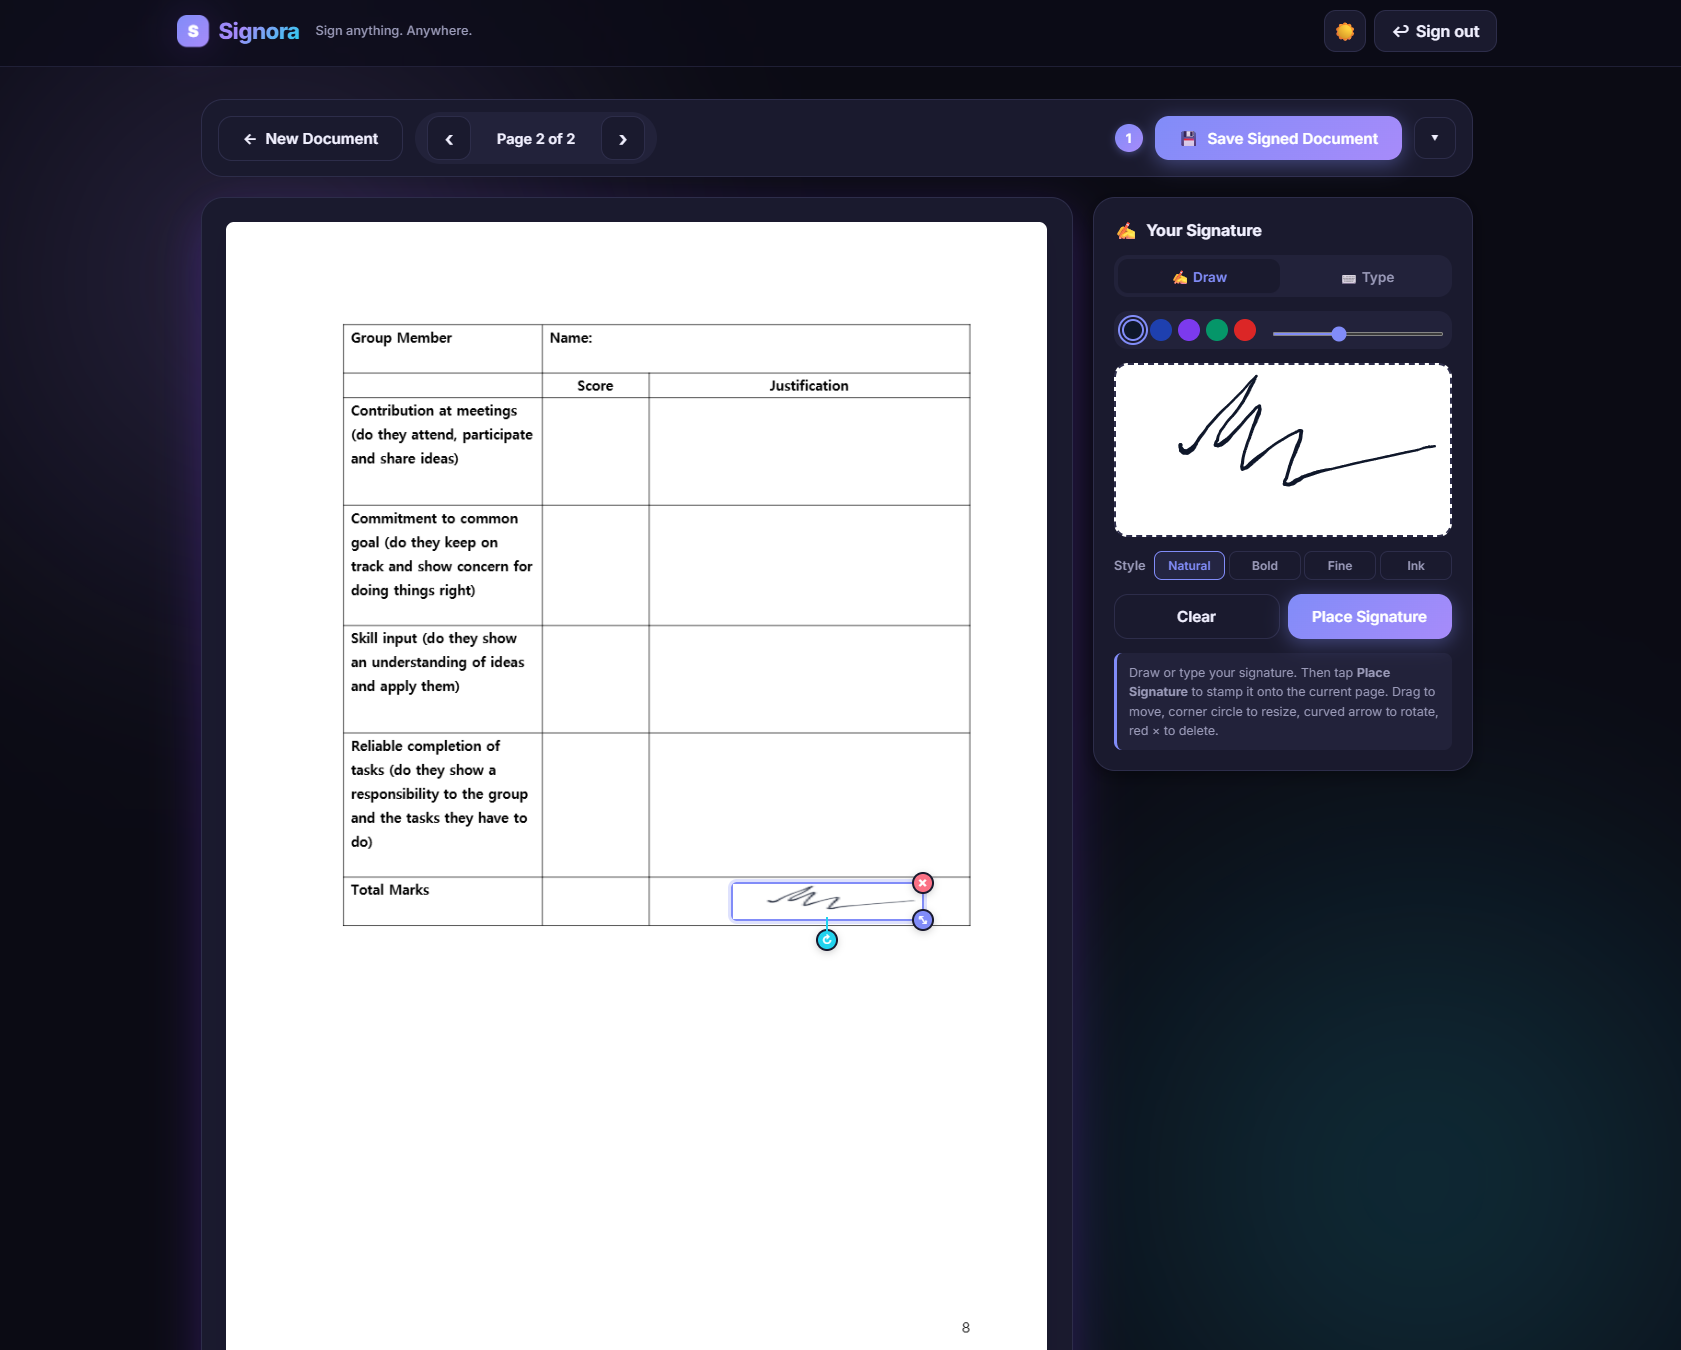 S Signora Sign anything. Anywhere.
↩ Sign out
← New Document
‹ Page 2 of 2 ›
1
Save Signed Document
▼
Group Member
Name:
Score
Justification
Contribution at meetings
(do they attend, participate
and share ideas)
Commitment to common
goal (do they keep on
track and show concern for
doing things right)
Skill input (do they show
an understanding of ideas
and apply them)
Reliable completion of
tasks (do they show a
responsibility to the group
and the tasks they have to
do)
Total Marks
8
Your Signature
Draw
Type
Style
Natural
Bold
Fine
Ink
Clear
Place Signature
Draw or type your signature. Then tap Place
Signature to stamp it onto the current page. Drag to
move, corner circle to resize, curved arrow to rotate,
red × to delete.